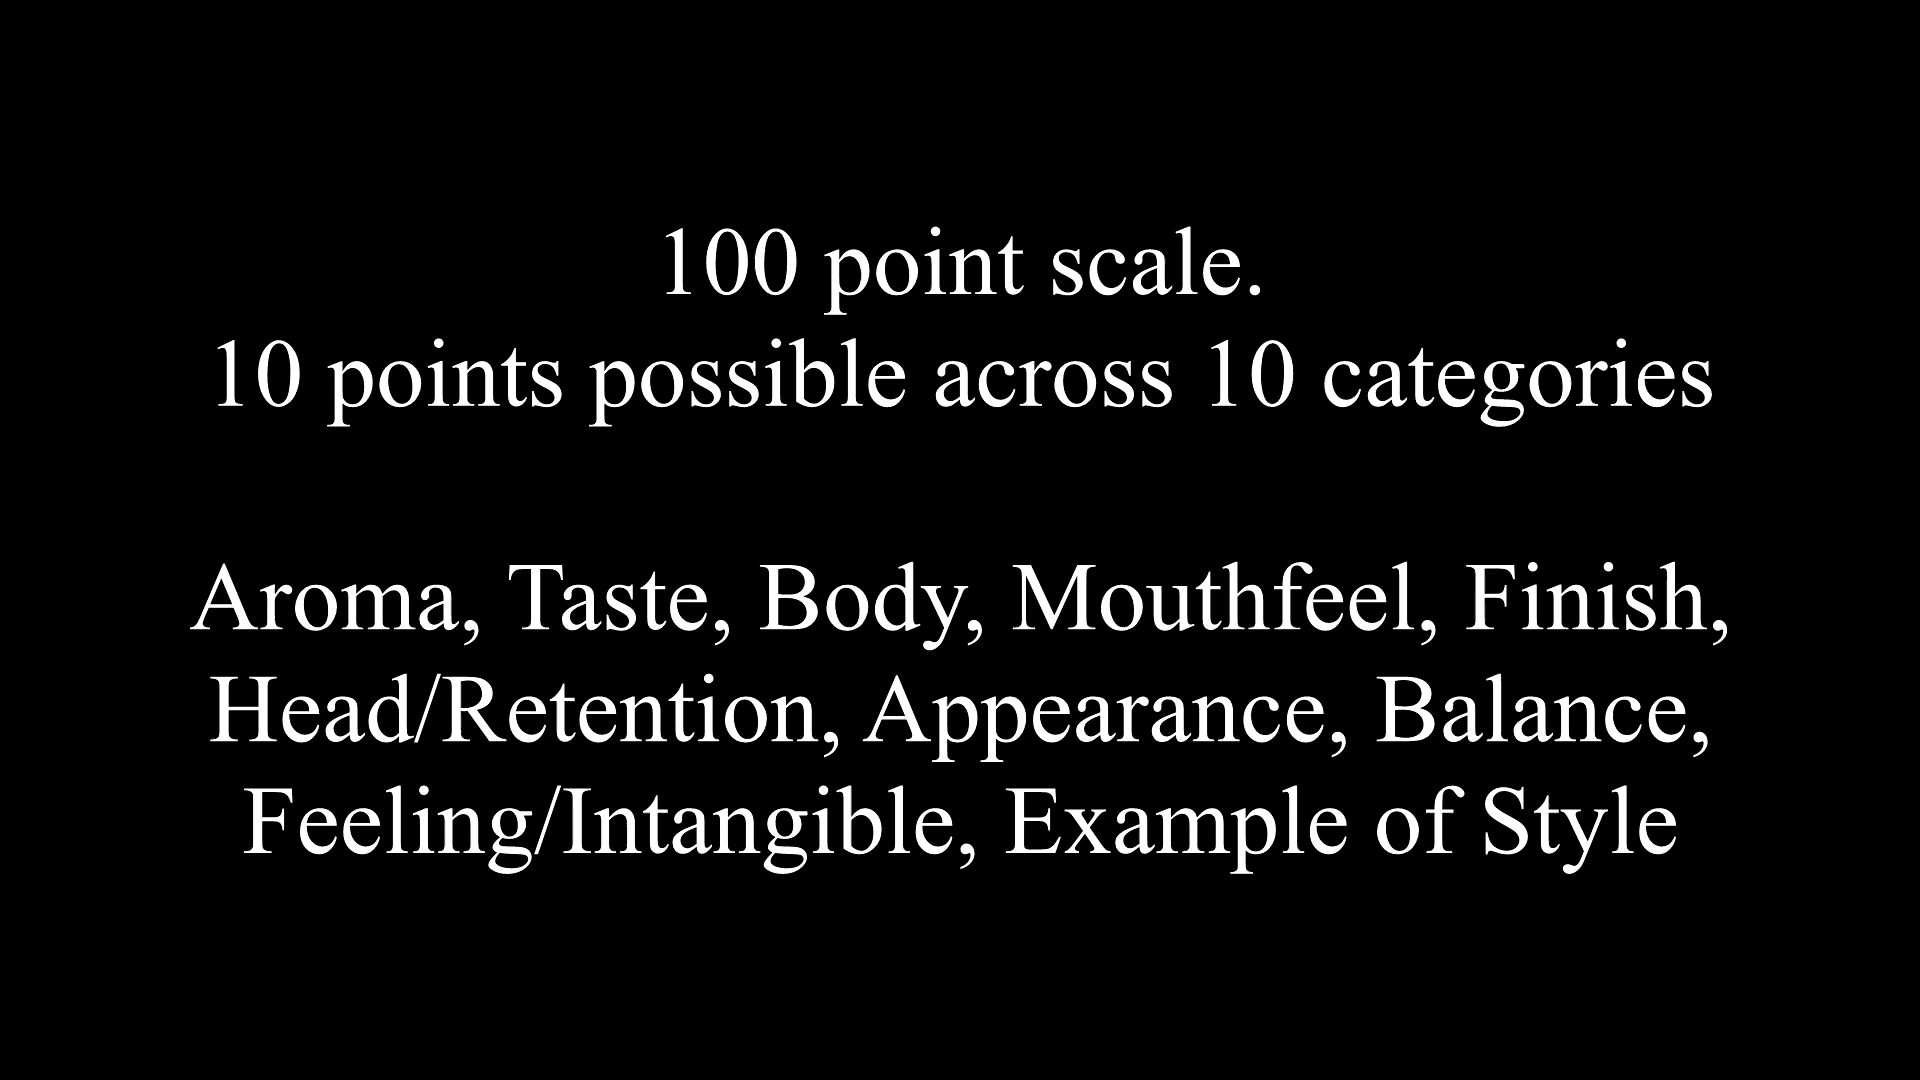 100 point scale.
10 points possible across 10 categories
Aroma, Taste, Body, Mouthfeel, Finish,
Head/Retention, Appearance, Balance,
Feeling/Intangible, Example of Style